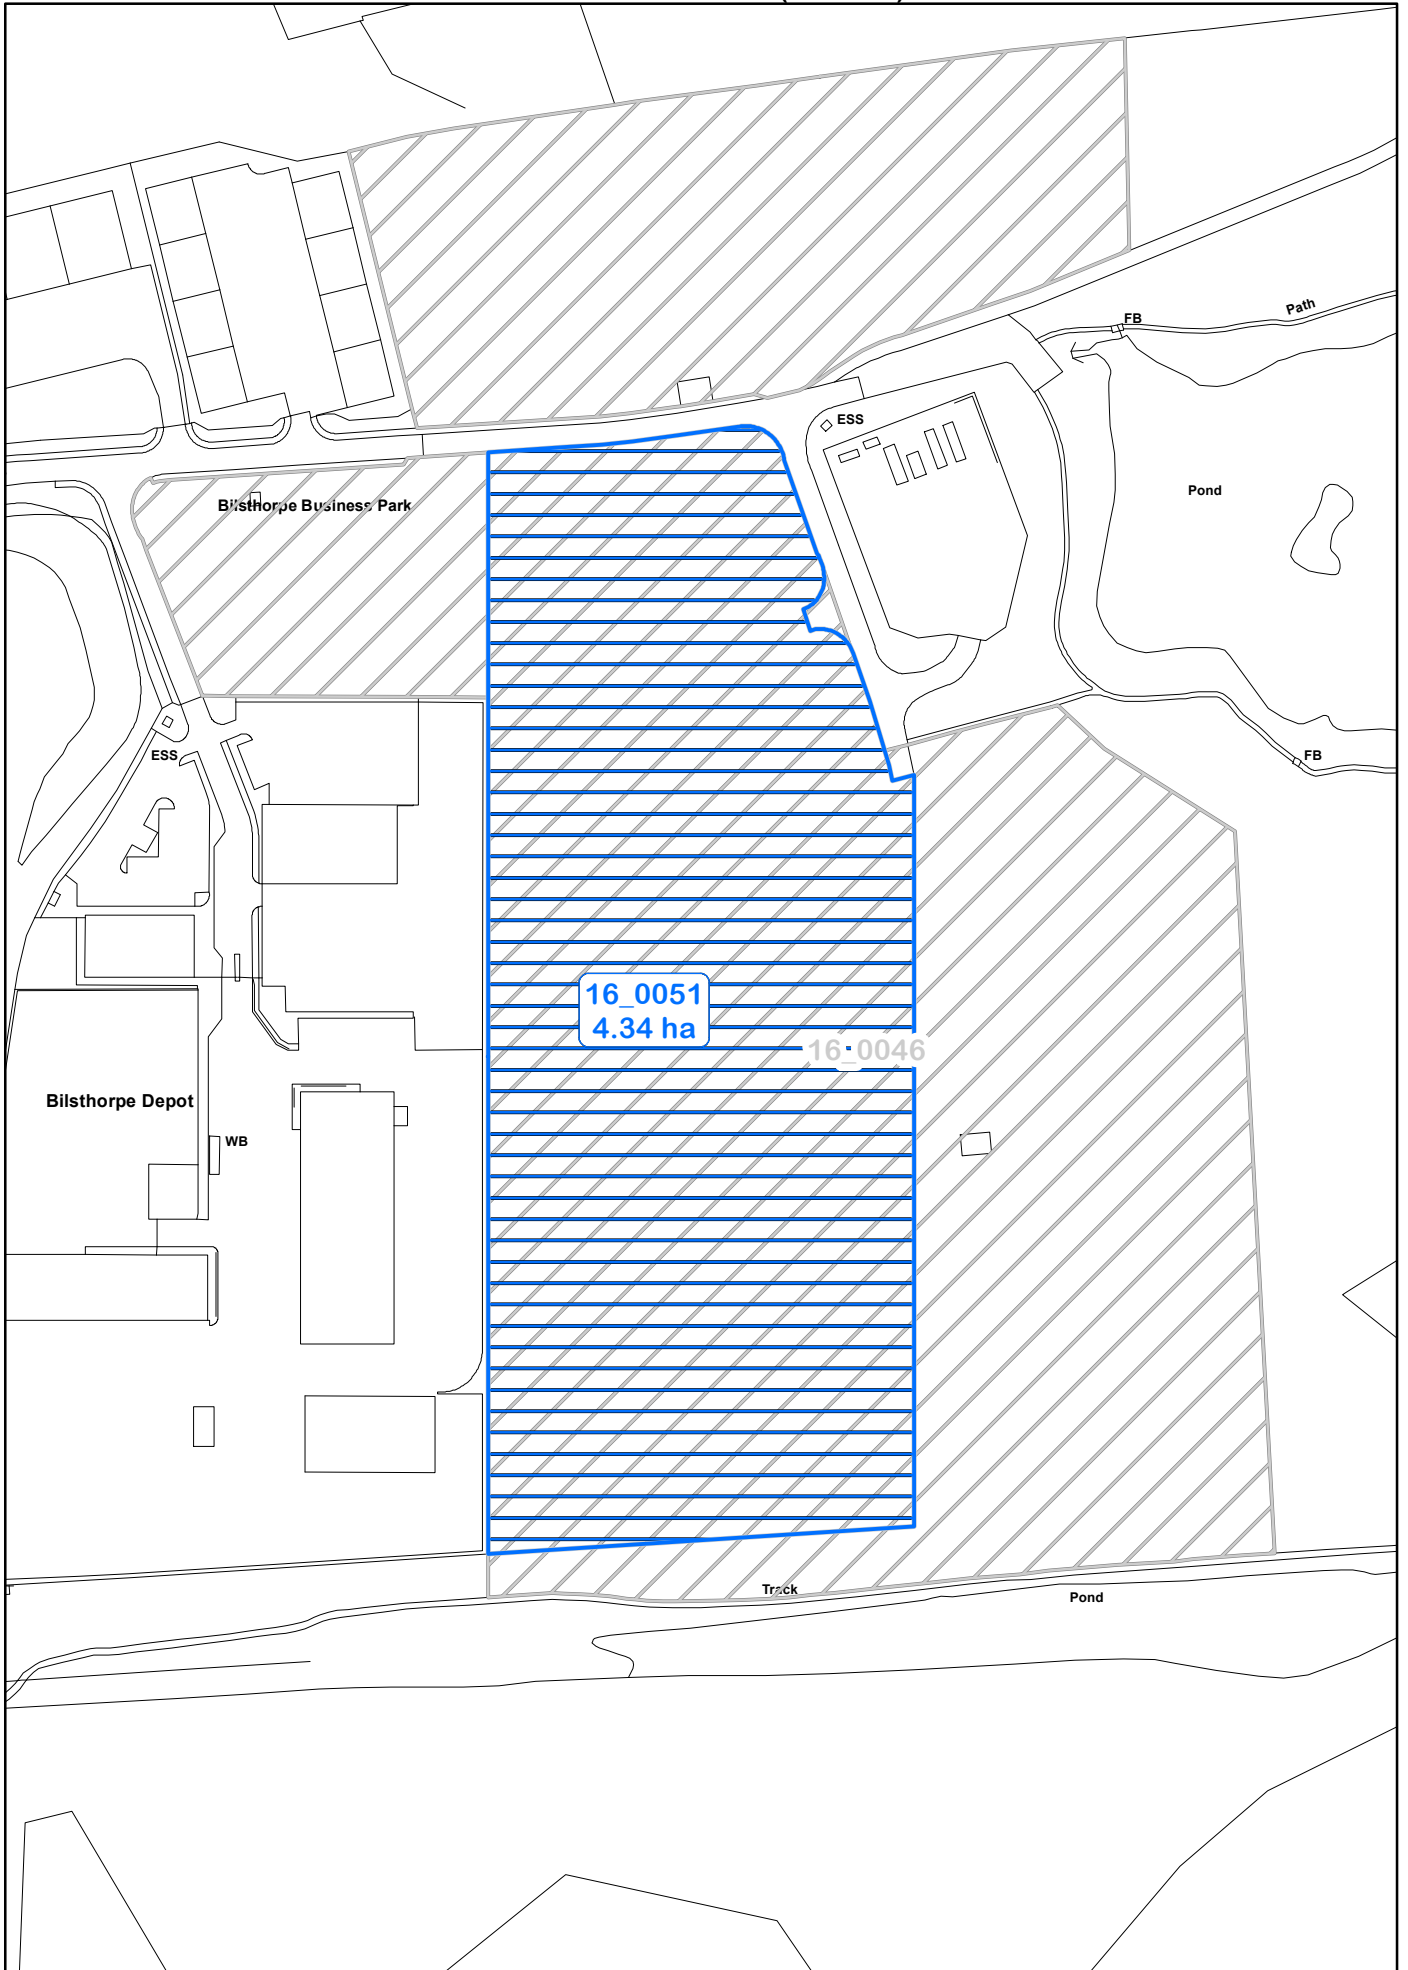 Path
FB
ESS
Pond
Bilsthorpe Business Park
ESS
FB
16_0051
4.34 ha
16_0046
Bilsthorpe Depot
WB
Track
Pond